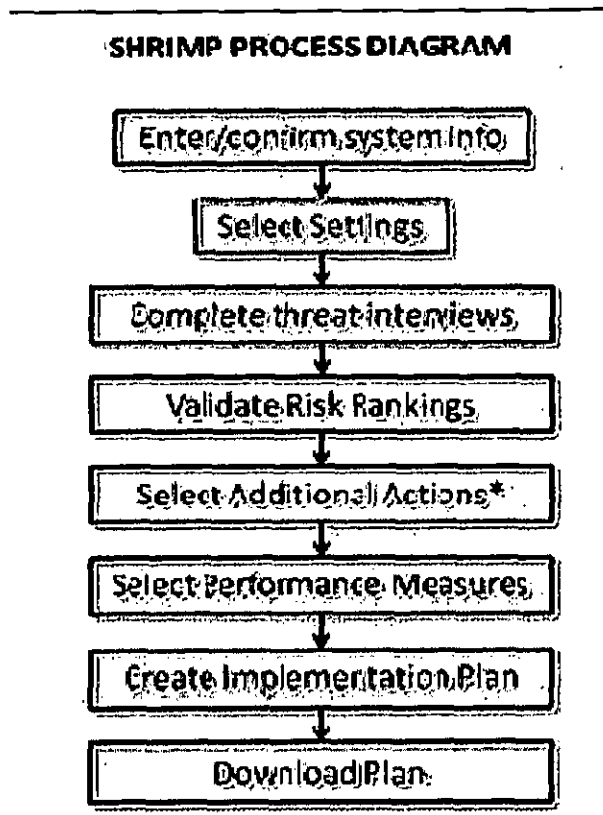 SHRIMP PROCESS DIAGRAM
Enter/confirm system Info
Select Settings
Complete threat interviews
Validate Risk Rankings
Select Additional Actions*
Select Performance Measures
Create Implementation Plan
Download Plan